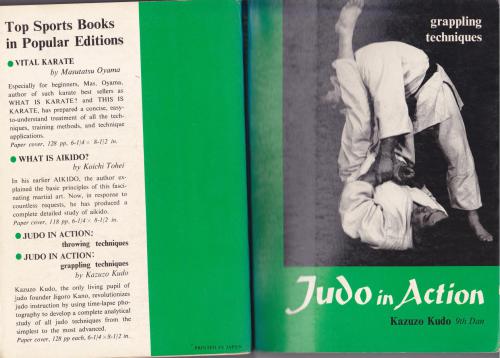 Top Sports Books
in Popular Editions
VITAL KARATE
by Masutatsu Oyama
Especially for beginners, Mas. Oyama,
author of such karate best sellers as
WHAT IS KARATE? and THIS IS
KARATE, has prepared a concise, easy-
to-understand treatment of all the tech-
niques, training methods, and technique
applications.
Paper cover, 128 pp, 6-1/4× 8-1/2 in.
WHAT IS AIKIDO?
by Koichi Tohei
In his earlier AIKIDO, the author ex-
plained the basic principles of this fasci-
nating martial art. Now, in response to
countless requests, he has produced a
complete detailed study of aikido.
Paper cover, 118 pp, 6-1/4 × 8-1/2 in.
JUDO IN ACTION:
throwing techniques
JUDO IN ACTION:
grappling techniques
by Kazuzo Kudo
Kazuzo Kudo, the only living pupil of
judo founder Jigoro Kano, revolutionizes
judo instruction by using time-lapse pho-
tography to develop a complete analytical
study of all judo techniques from the
simplest to the most advanced.
Paper cover, 128 pp each, 6-1/4×8-1/2 in.
PRINTED IN JAPAN
grappling
techniques
Judo in Action
Kazuzo Kudo 9th Dan